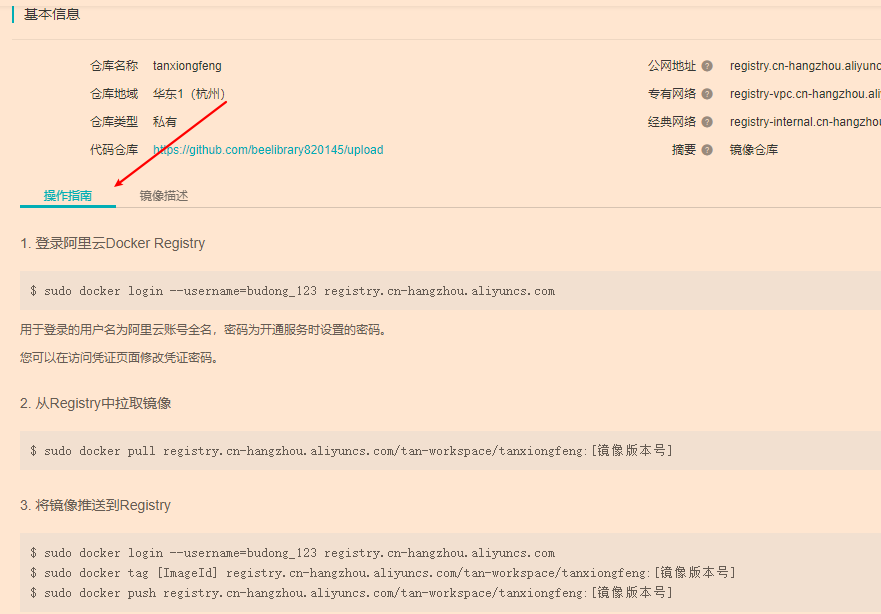 基本信息
仓库名称 tanxiongfeng 公网地址 registry.cn-hangzhou.aliyunc
仓库地域 华东1（杭州） 专有网络 registry-vpc.cn-hangzhou.ali
仓库类型 私有 经典网络 registry-internal.cn-hangzhou
代码仓库 https://github.com/beelibrary820145/upload 摘要 镜像仓库
操作指南 镜像描述
1. 登录阿里云Docker Registry
$ sudo docker login --username=budong_123 registry.cn-hangzhou.aliyuncs.com
用于登录的用户名为阿里云账号全名，密码为开通服务时设置的密码。
您可以在访问凭证页面修改凭证密码。
2. 从Registry中拉取镜像
$ sudo docker pull registry.cn-hangzhou.aliyuncs.com/tan-workspace/tanxiongfeng:[镜像版本号]
3. 将镜像推送到Registry
$ sudo docker login --username=budong_123 registry.cn-hangzhou.aliyuncs.com
$ sudo docker tag [ImageId] registry.cn-hangzhou.aliyuncs.com/tan-workspace/tanxiongfeng:[镜像版本号]
$ sudo docker push registry.cn-hangzhou.aliyuncs.com/tan-workspace/tanxiongfeng:[镜像版本号]